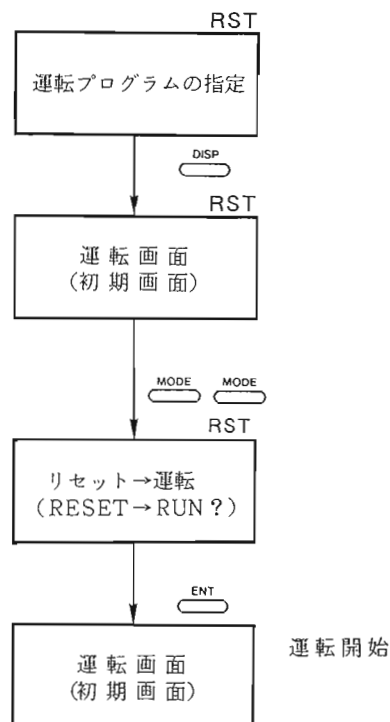 RST
運転プログラムの指定
DISP
RST
運転画面
(初期画面)
MODE MODE
RST
リセット→運転
(RESET→RUN?)
ENT
運転開始
運転画面
(初期画面)